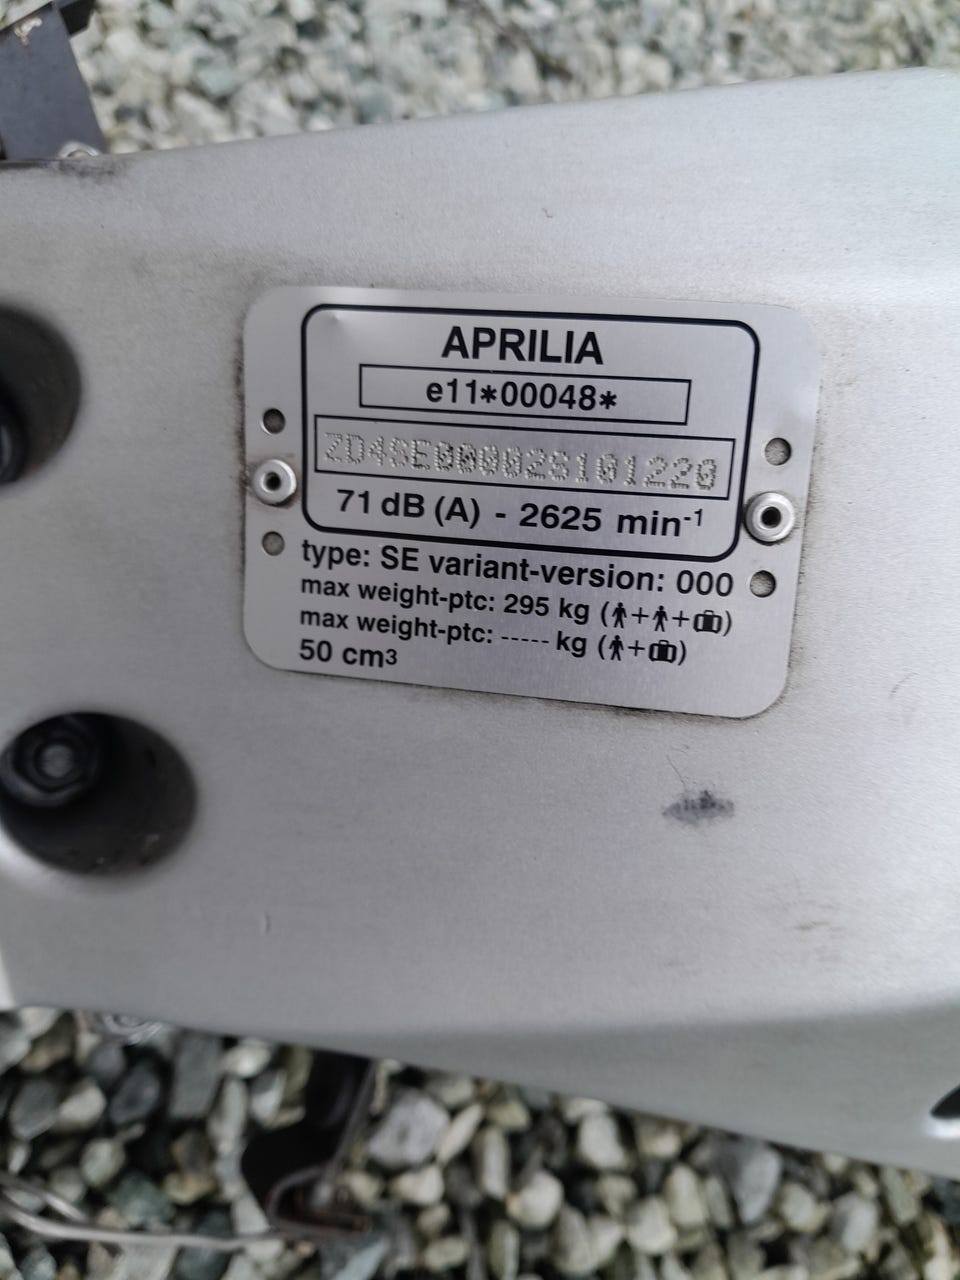 APRILIA
e11*00048*
ZD4SE00002S101220
71 dB (A) - 2625 min-1
type: SE variant-version: 000
max weight-ptc: 295 kg (++)
max weight-ptc: ----- kg (+)
50 cm3